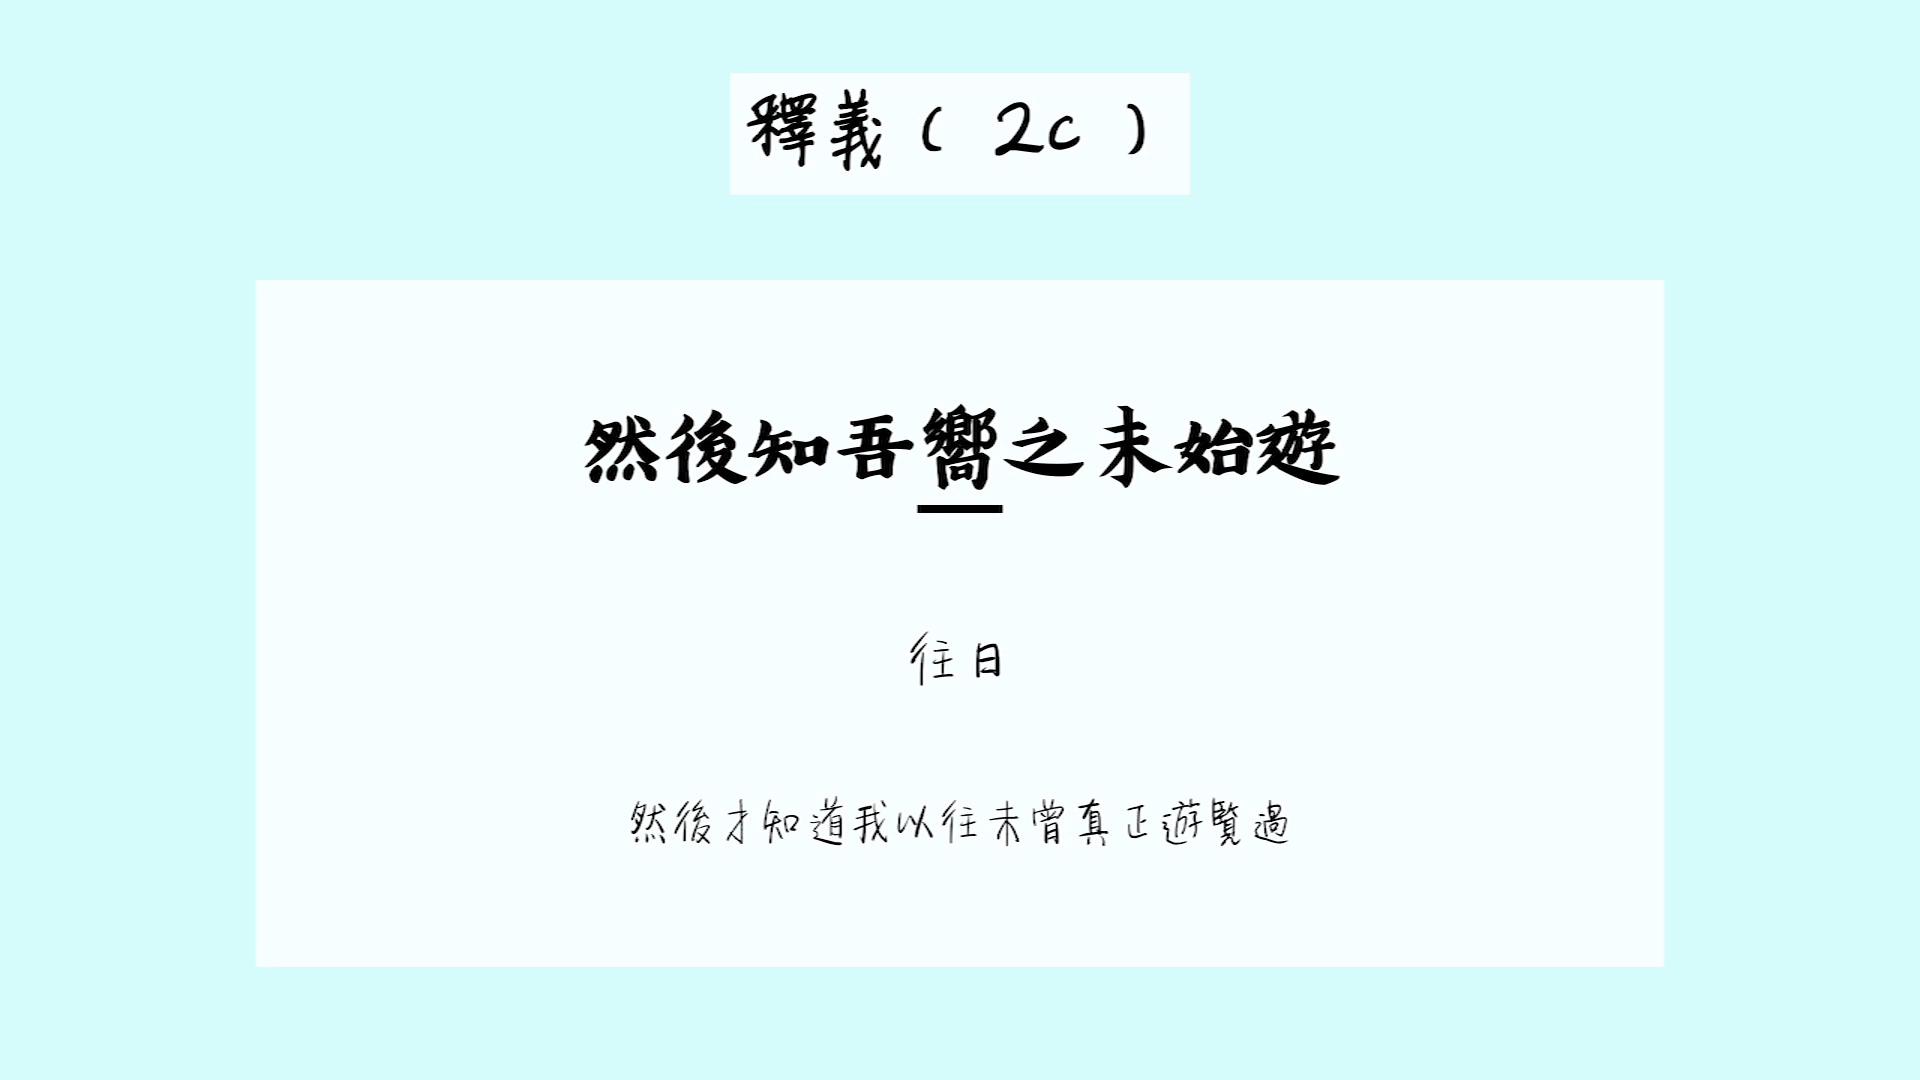 釋義（2c）
然後知吾嚮之未始遊
往日
然後才知道我以往未曾真正遊覽過